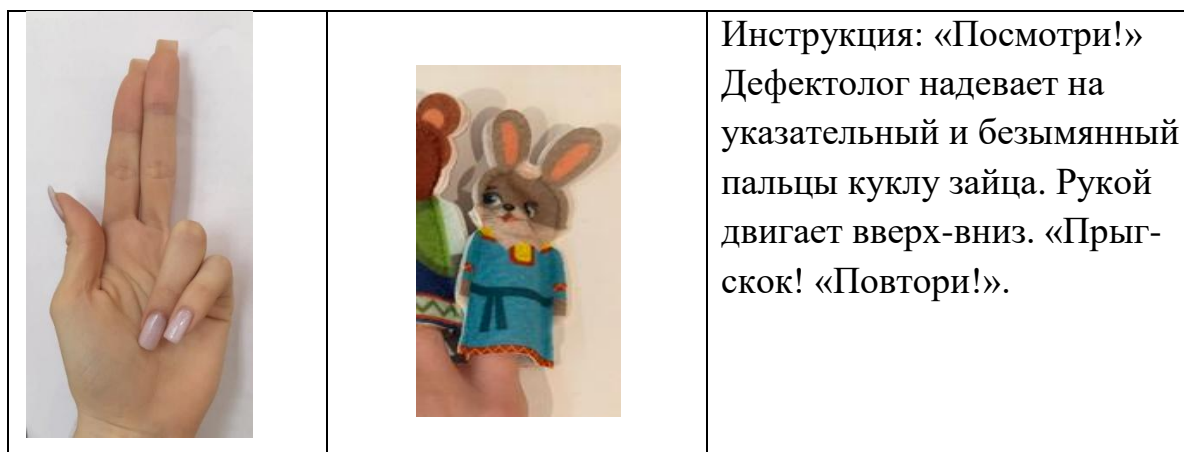 Инструкция: «Посмотри!»
Дефектолог надевает на
указательный и безымянный
пальцы куклу зайца. Рукой
двигает вверх-вниз. «Прыг-
скок! «Повтори!».